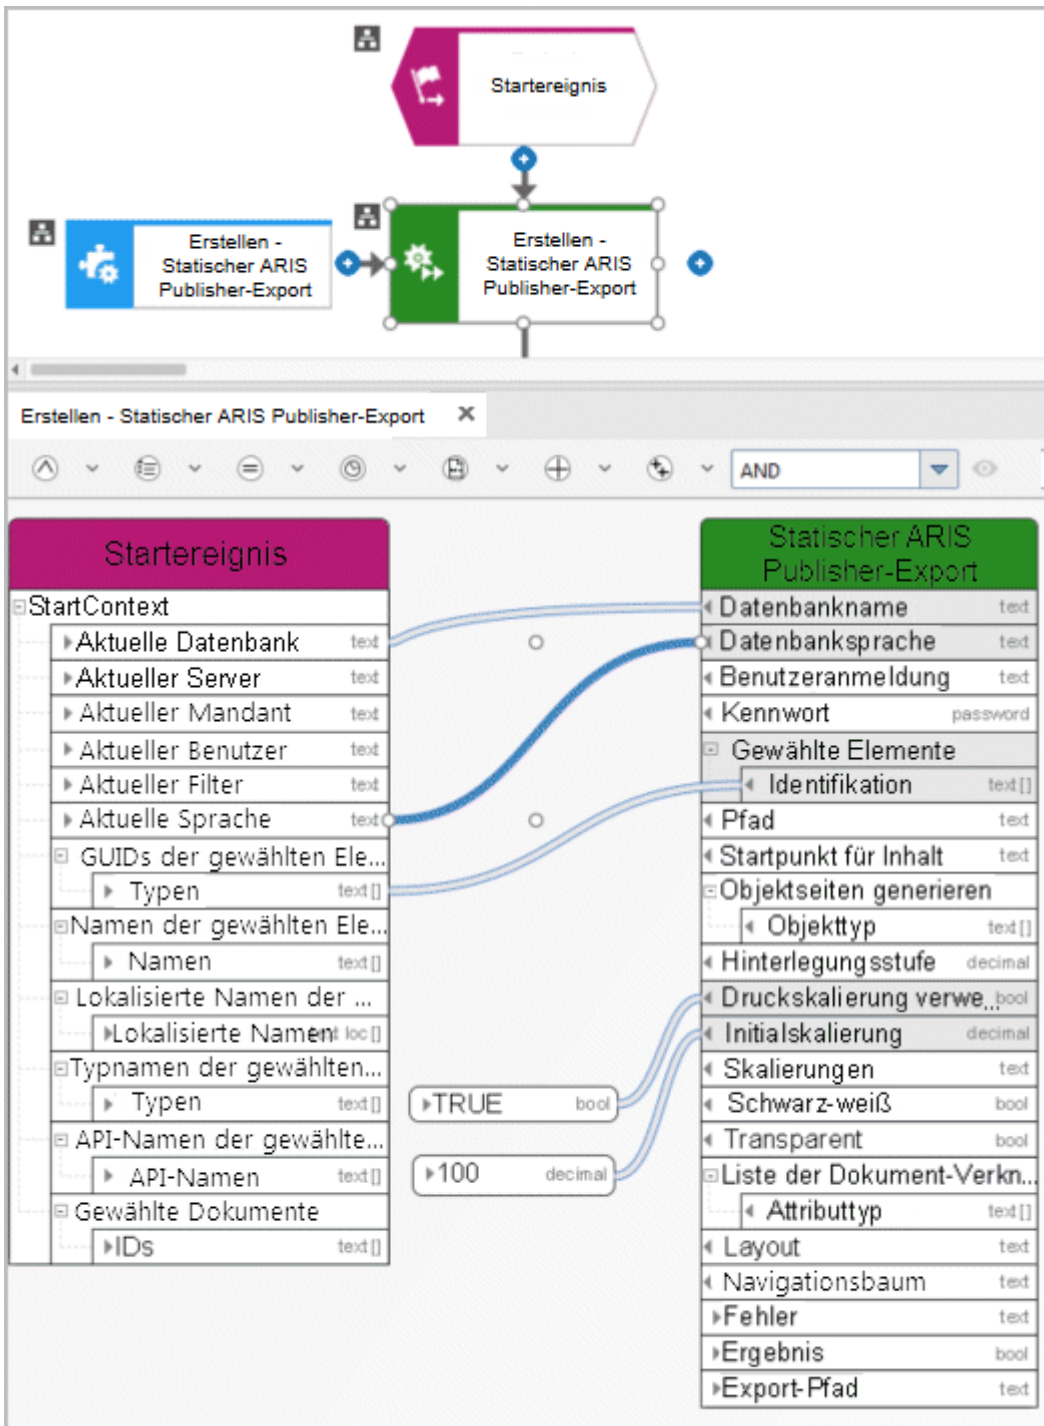 Startereignis
Erstellen -
Statischer ARIS
Publisher-Export
Erstellen -
Statischer ARIS
Publisher-Export
Erstellen - Statischer ARIS Publisher-Export
AND
Startereignis
StartContext
Aktuelle Datenbank text
Aktueller Server text
Aktueller Mandant text
Aktueller Benutzer text
Aktueller Filter text
Aktuelle Sprache text
GUIDs der gewählten Ele...
Typen text[]
Namen der gewählten Ele...
Namen text[]
Lokalisierte Namen der ...
Lokalisierte Namen loc[]
Typnamen der gewählten...
Typen text[]
API-Namen der gewählte...
API-Namen text[]
Gewählte Dokumente
IDs text[]
TRUE bool
100 decimal
Statischer ARIS
Publisher-Export
Datenbankname text
Datenbanksprache text
Benutzeranmeldung text
Kennwort password
Gewählte Elemente
Identifikation text[]
Pfad text
Startpunkt für Inhalt text
Objektseiten generieren
Objekttyp text[]
Hinterlegungsstufe decimal
Druckskalierung verwe... bool
Initialskalierung decimal
Skalierungen text
Schwarz-weiß bool
Transparent bool
Liste der Dokument-Verkn...
Attributtyp text[]
Layout text
Navigationsbaum text
Fehler text
Ergebnis bool
Export-Pfad text